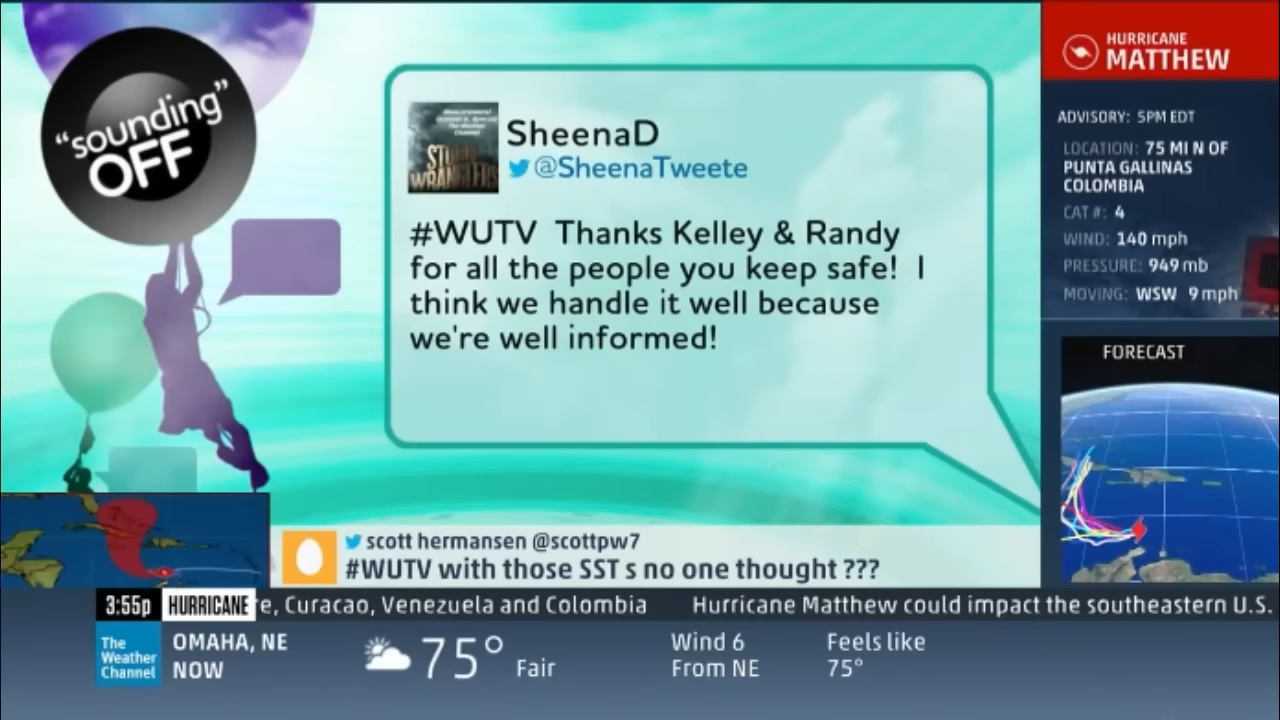 "sounding"
OFF
SheenaD
@SheenaTweete
#WUTV  Thanks Kelley & Randy
for all the people you keep safe!  I
think we handle it well because
we're well informed!
HURRICANE
MATTHEW
ADVISORY: 5PM EDT
LOCATION: 75 MI N OF
PUNTA GALLINAS
COLOMBIA
CAT #: 4
WIND: 140 mph
PRESSURE: 949 mb
MOVING: WSW 9 mph
FORECAST
scott hermansen @scottpw7
#WUTV with those SST s no one thought ???
3:55p HURRICANE e, Curacao, Venezuela and Colombia Hurricane Matthew could impact the southeastern U.S.
The
Weather
Channel
OMAHA, NE
NOW
75°
Fair
Wind 6
From NE
Feels like
75°